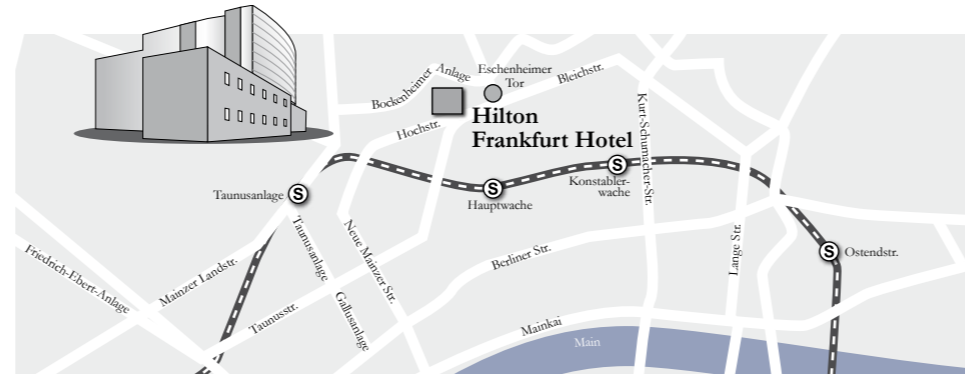 Eschenheimer
Tor
Bockenheimer Anlage
Bleichstr.
Hochstr.
Hilton
Frankfurt Hotel
Kurt-Schumacher-Str.
S
Taunusanlage
S
Hauptwache
S
Konstabler-
wache
S
Ostendstr.
Taunusanlage
Neue Mainzer Str.
Friedrich-Ebert-Anlage
Mainzer Landstr.
Berliner Str.
Lange Str.
Taunusstr.
Gallusanlage
Mainkai
Main